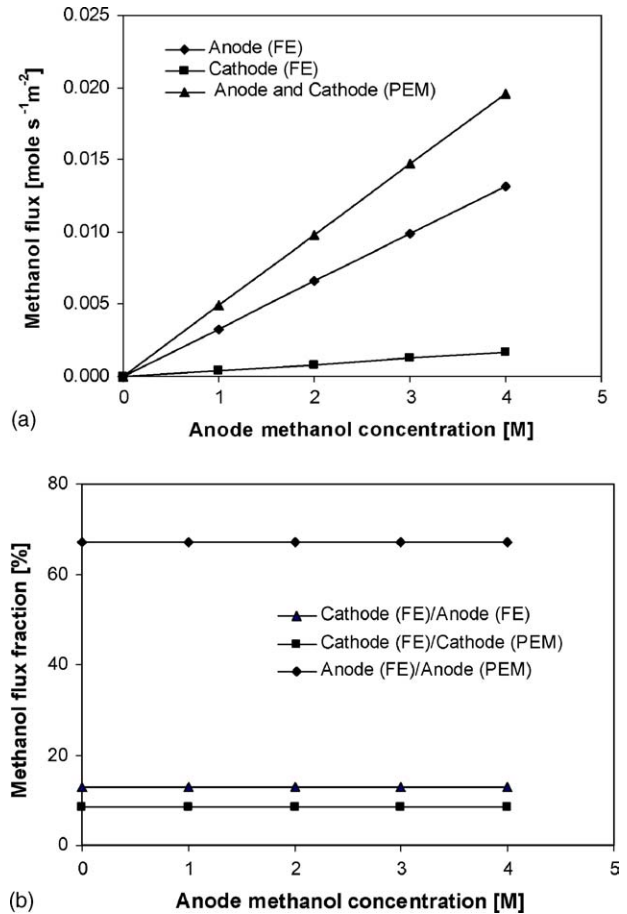 0.025
0.020
0.015
0.010
0.005
0.000
Methanol flux [mole s⁻¹m⁻²]
Anode (FE)
Cathode (FE)
Anode and Cathode (PEM)
0 1 2 3 4 5
Anode methanol concentration [M]
(a)
80
60
40
20
0
Methanol flux fraction [%]
Cathode (FE)/Anode (FE)
Cathode (FE)/Cathode (PEM)
Anode (FE)/Anode (PEM)
0 1 2 3 4 5
Anode methanol concentration [M]
(b)